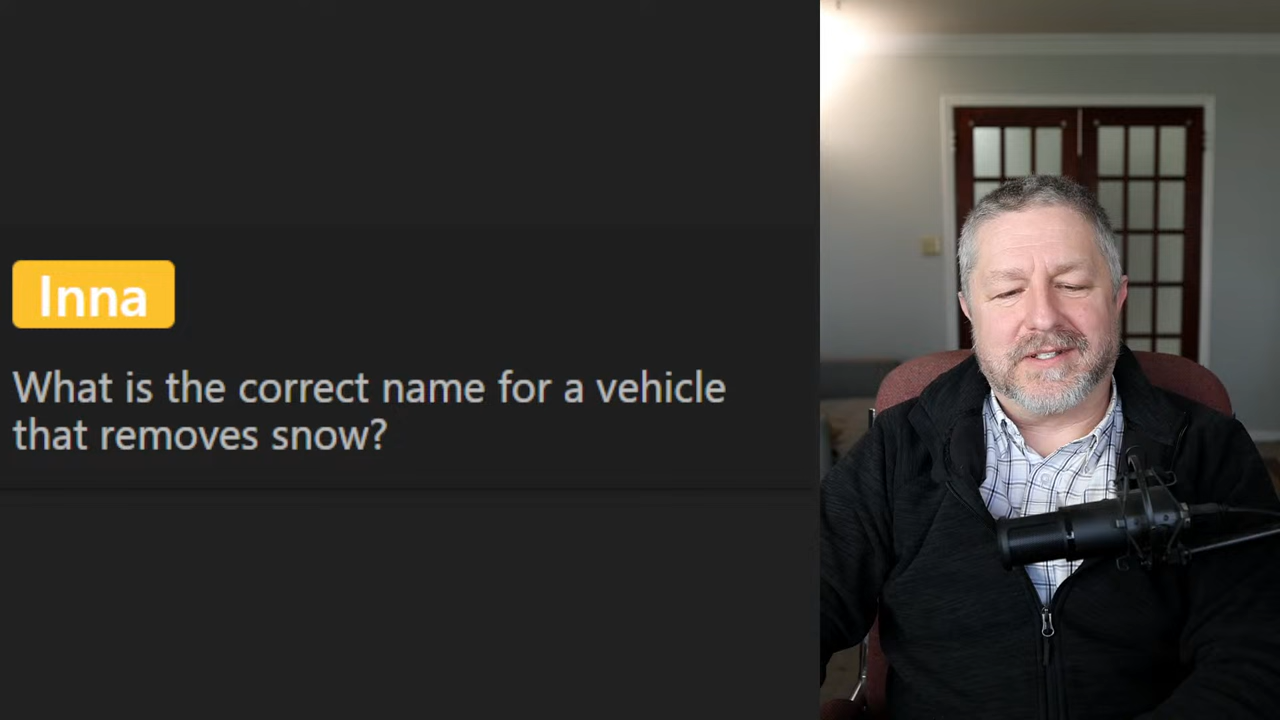 Inna
What is the correct name for a vehicle
that removes snow?